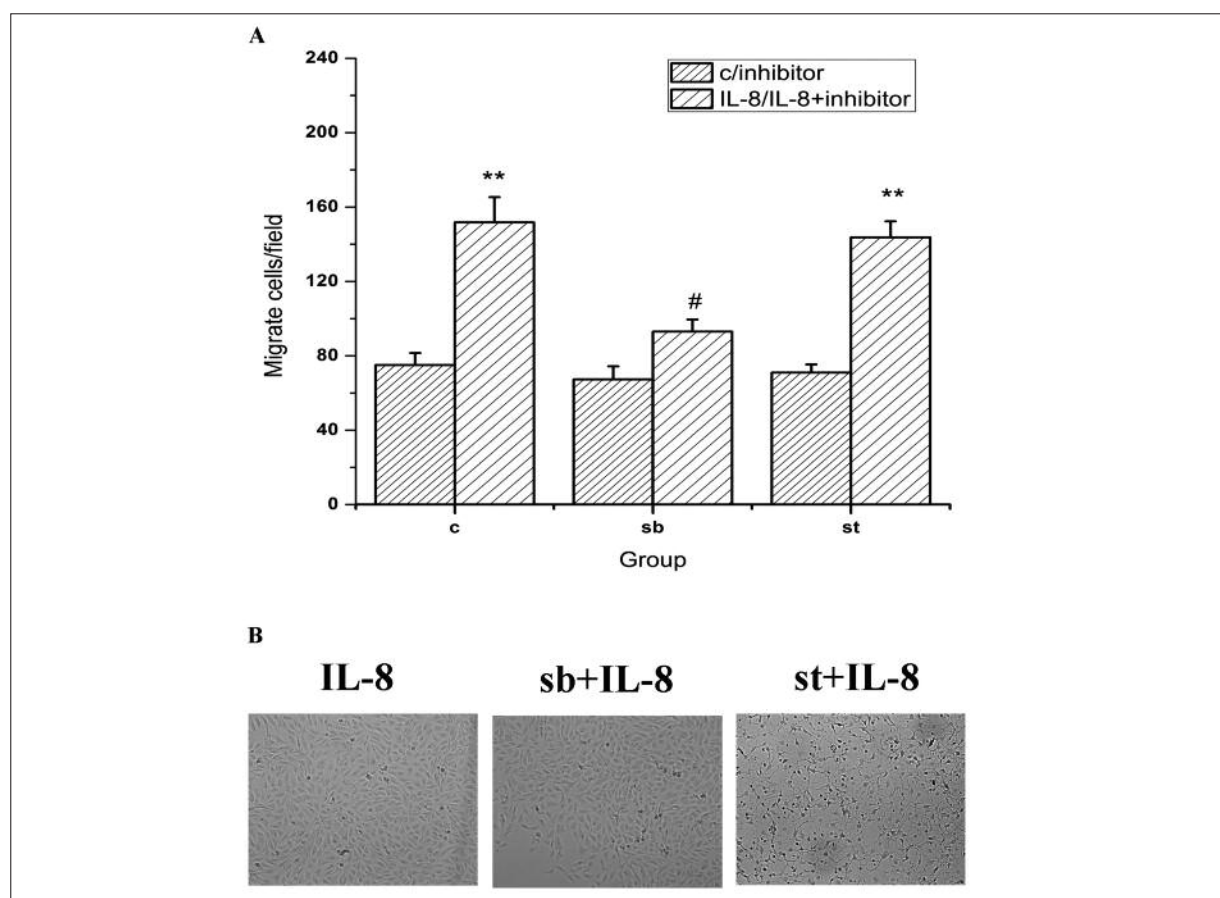 A
240
200
160
120
80
40
0
Migrate cells/field
c/inhibitor
IL-8/IL-8+inhibitor
**
#
**
c sb st
Group
B
IL-8 sb+IL-8 st+IL-8